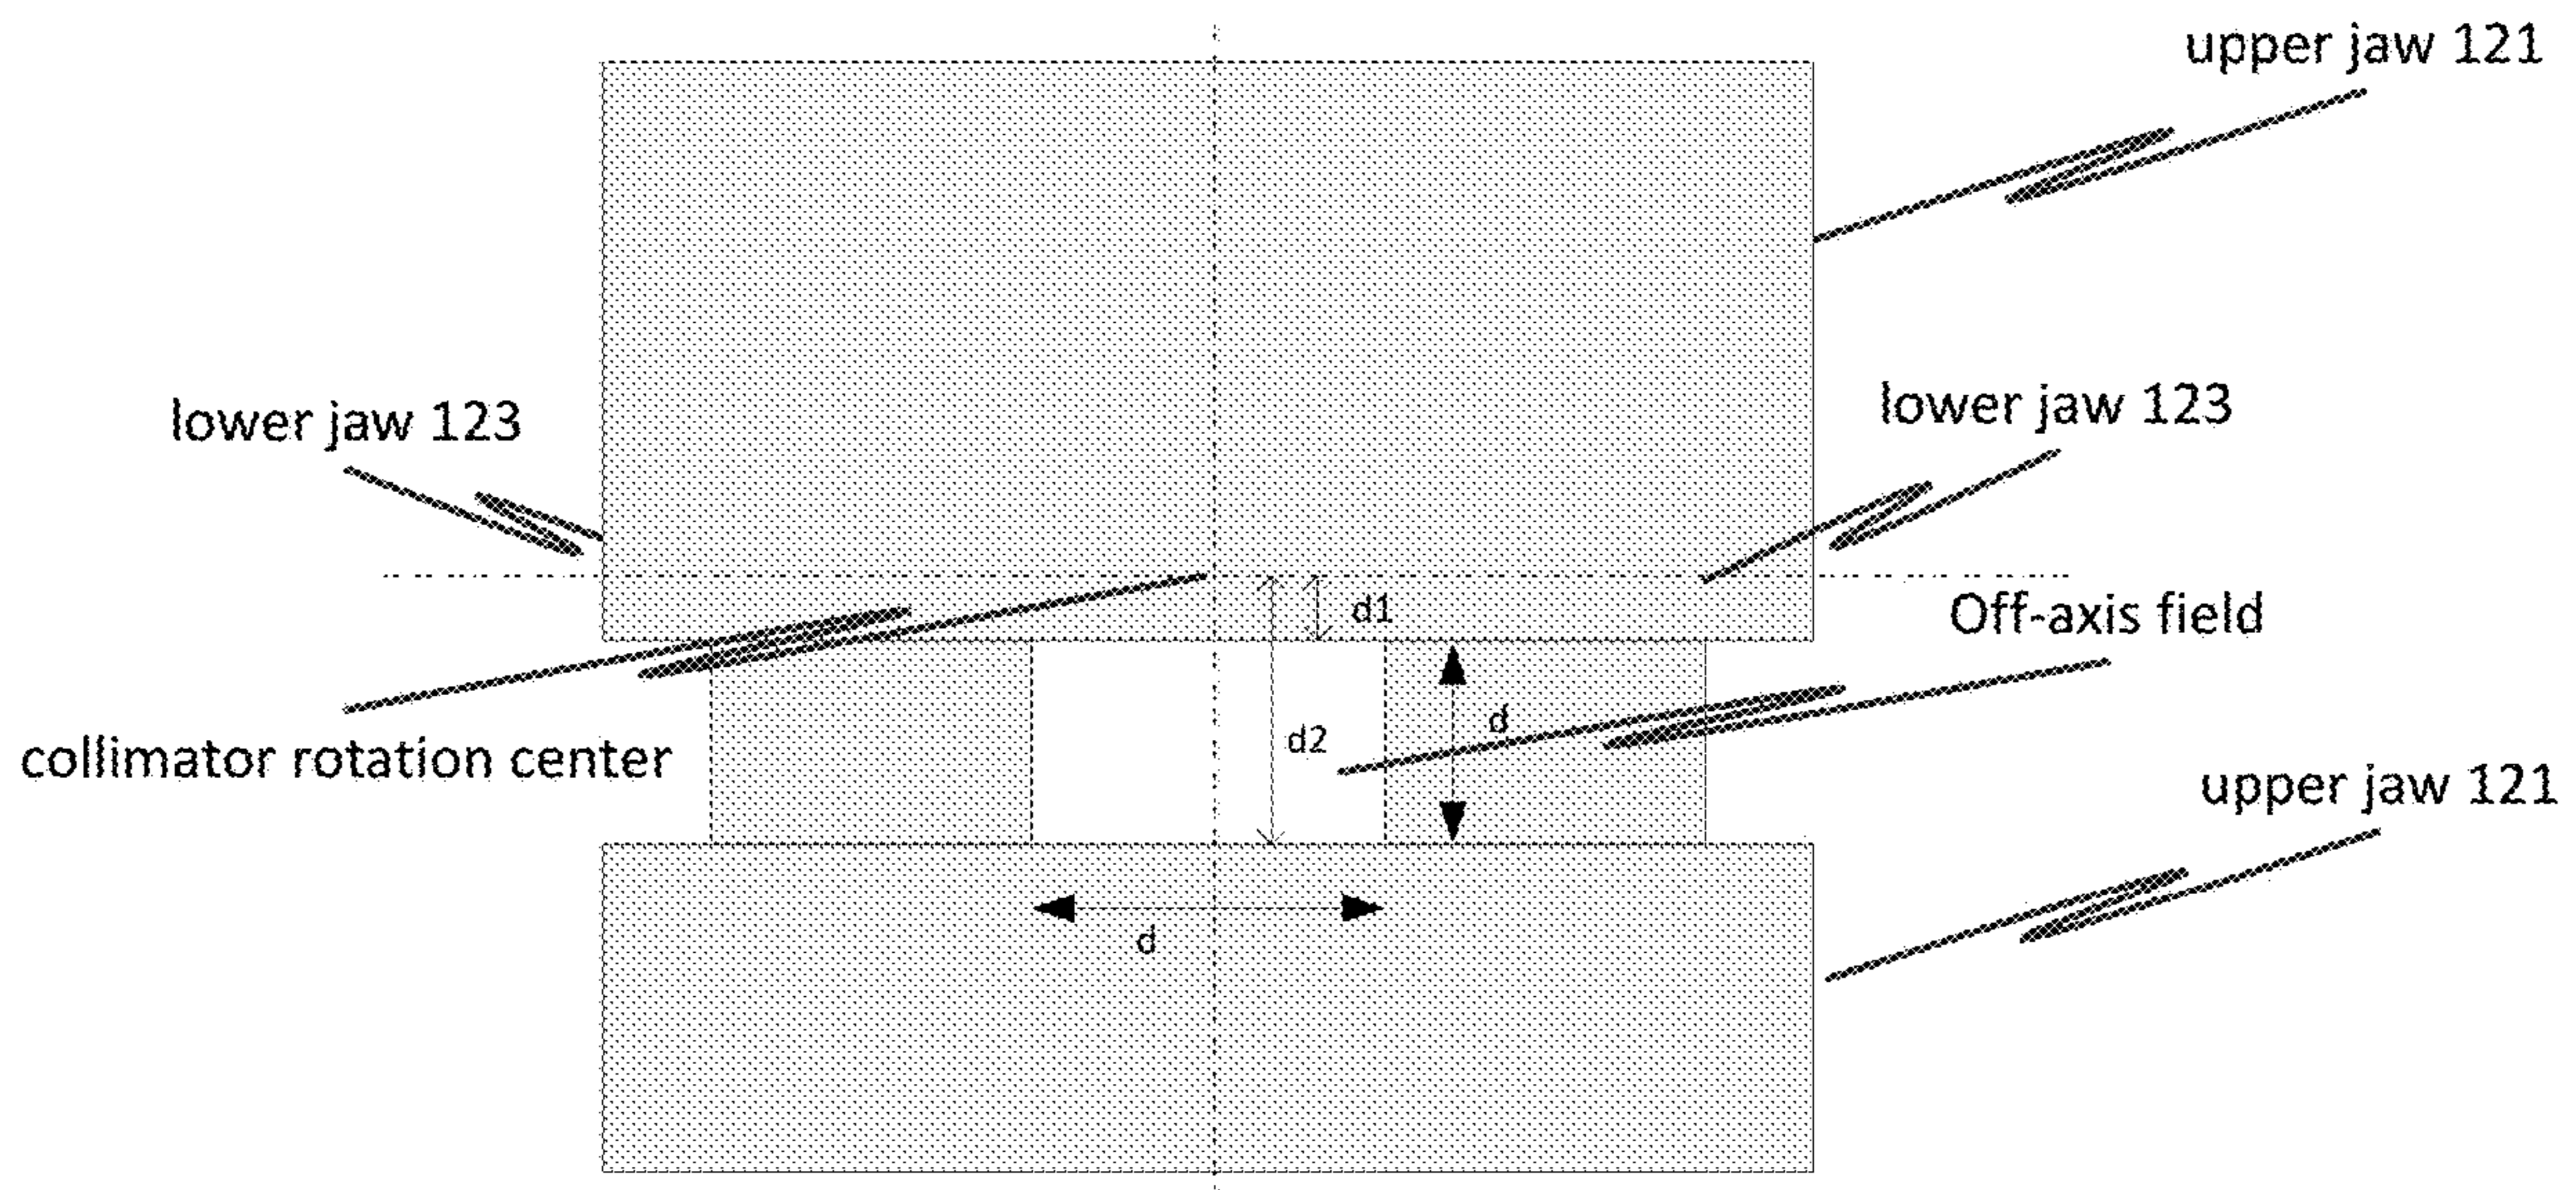 upper jaw 121
lower jaw 123
lower jaw 123
d1
Off-axis field
d
d2
collimator rotation center
upper jaw 121
d